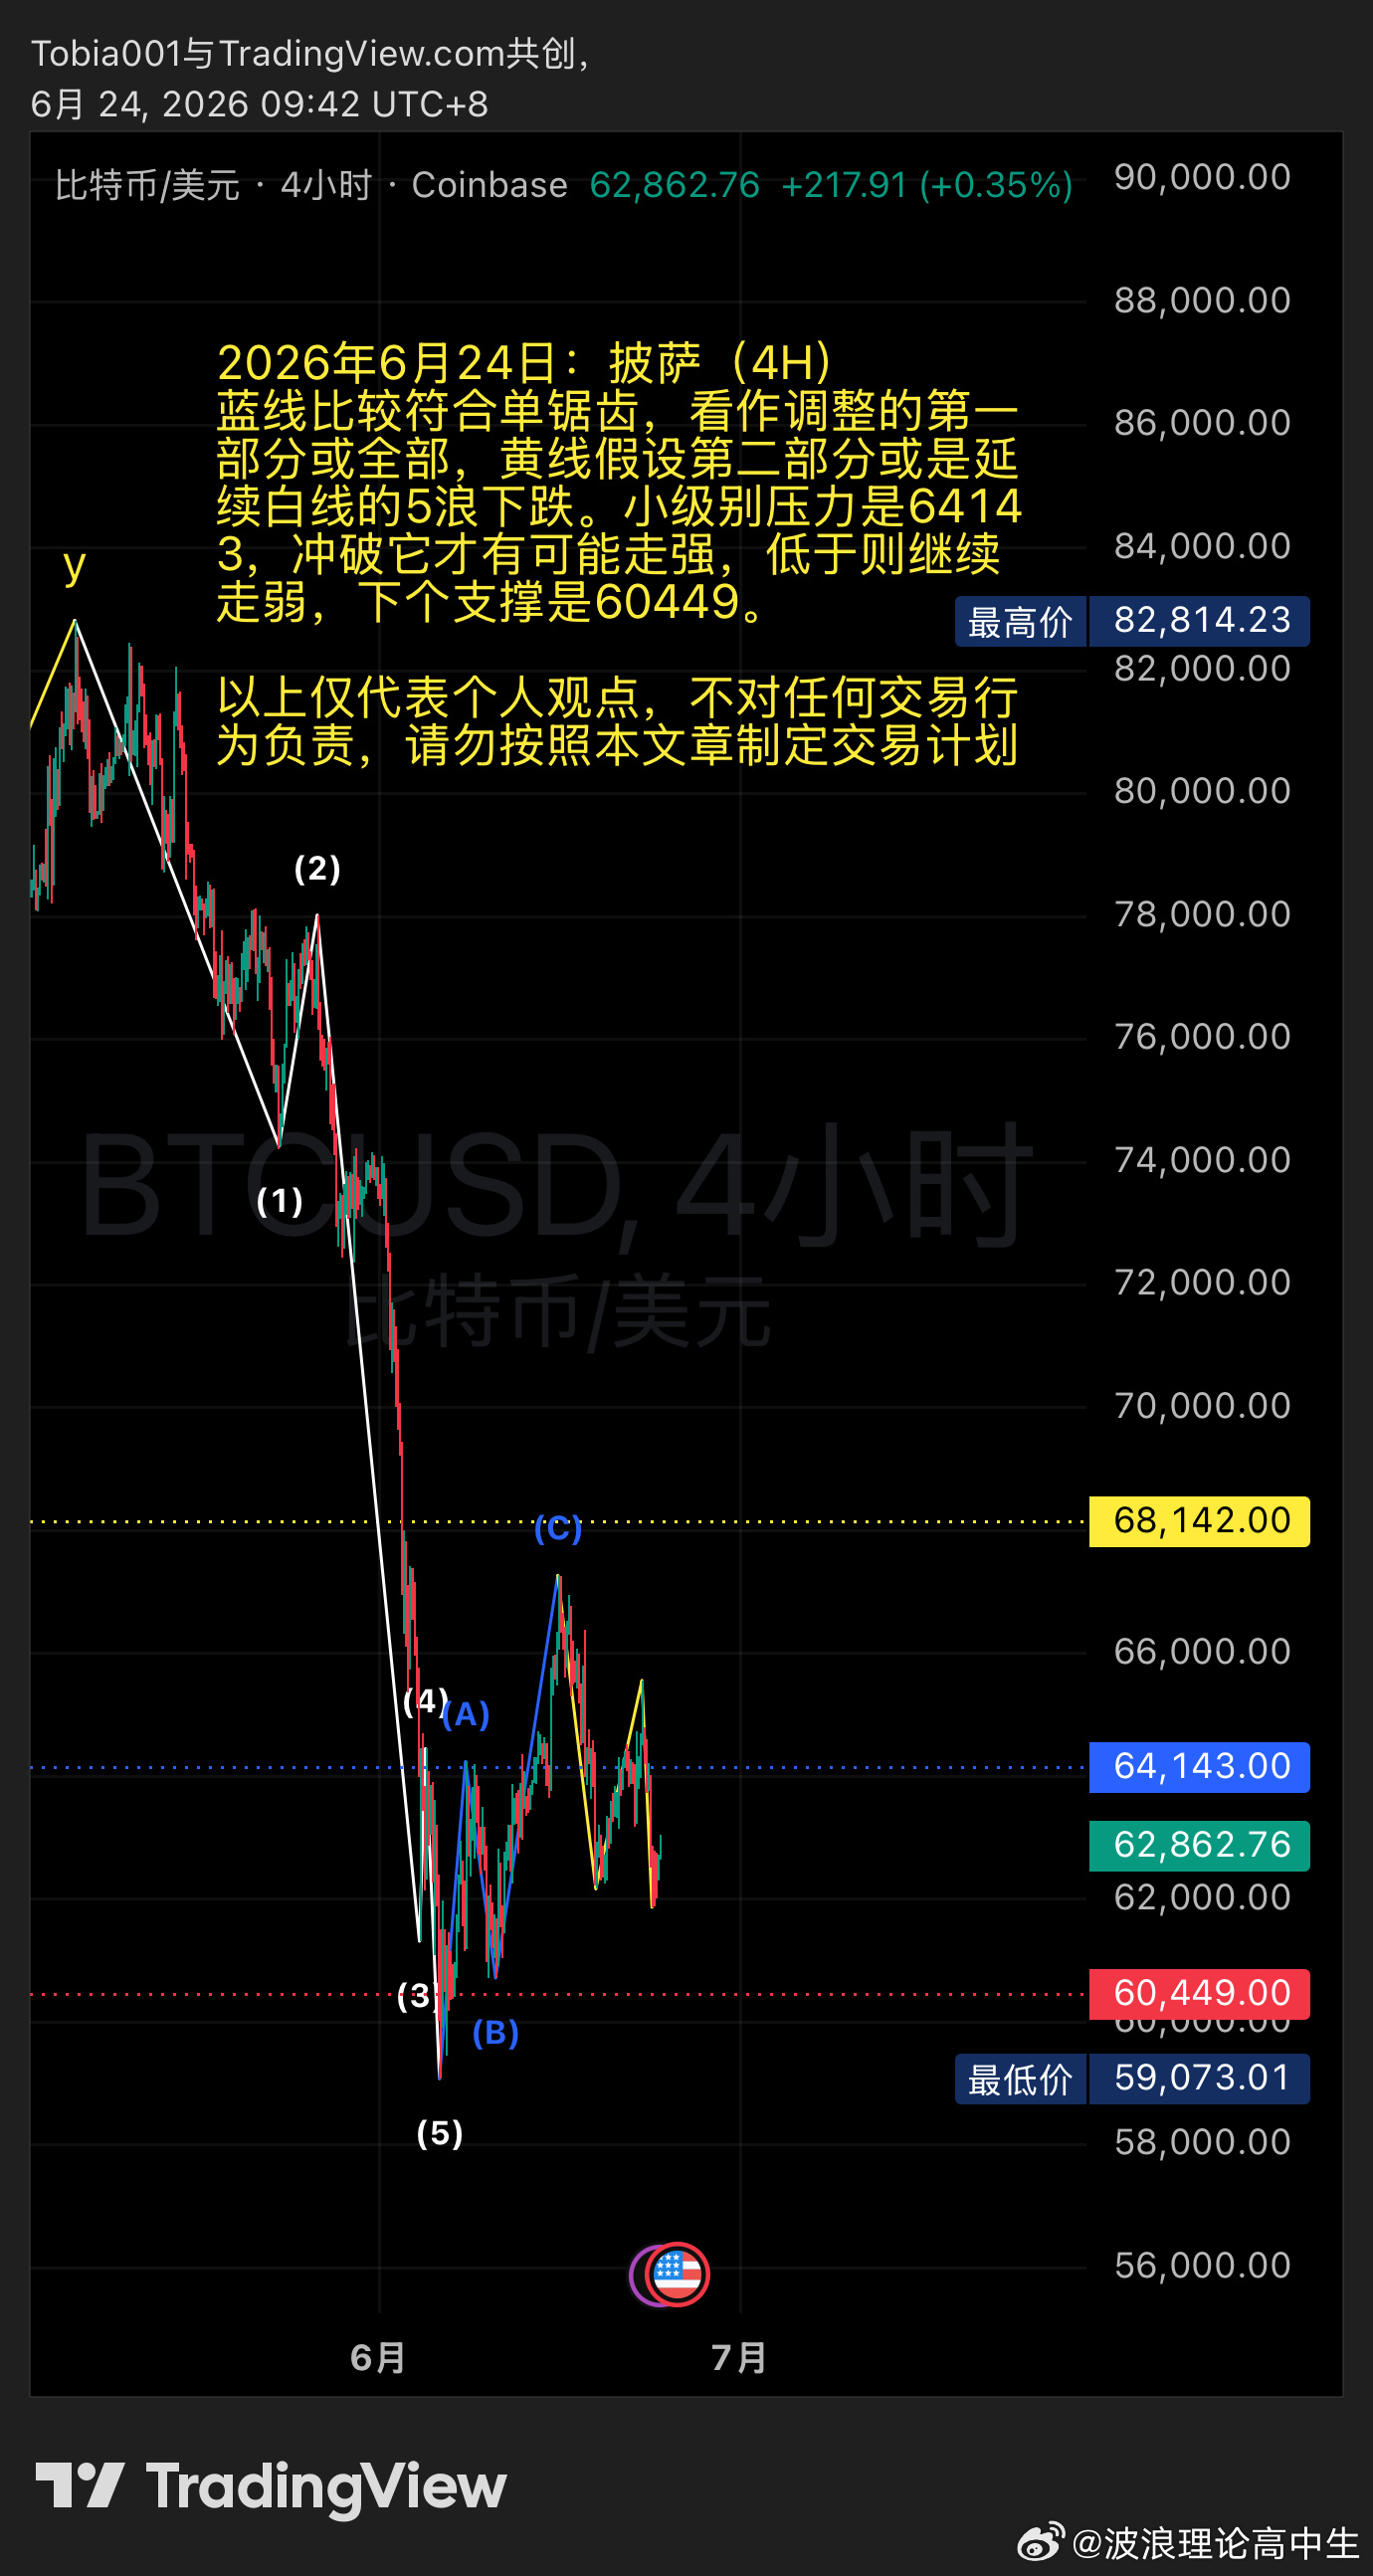 Tobia001与TradingView.com共创，
6月 24, 2026 09:42 UTC+8
比特币/美元 · 4小时 · Coinbase 62,862.76 +217.91 (+0.35%)
90,000.00
88,000.00
2026年6月24日：披萨（4H）
蓝线比较符合单锯齿，看作调整的第一
部分或全部，黄线假设第二部分或是延
续白线的5浪下跌。小级别压力是6414
3，冲破它才有可能走强，低于则继续
走弱，下个支撑是60449。
以上仅代表个人观点，不对任何交易行
为负责，请勿按照本文章制定交易计划
86,000.00
84,000.00
y
最高价 82,814.23
82,000.00
80,000.00
(2)
78,000.00
76,000.00
BTCUSD, 4小时
比特币/美元
74,000.00
(1)
72,000.00
70,000.00
68,142.00
(C)
66,000.00
(4)
(A)
64,143.00
62,862.76
62,000.00
(3)
60,449.00
60,000.00
(B)
最低价 59,073.01
(5)
58,000.00
56,000.00
6月
7月
TradingView
@波浪理论高中生